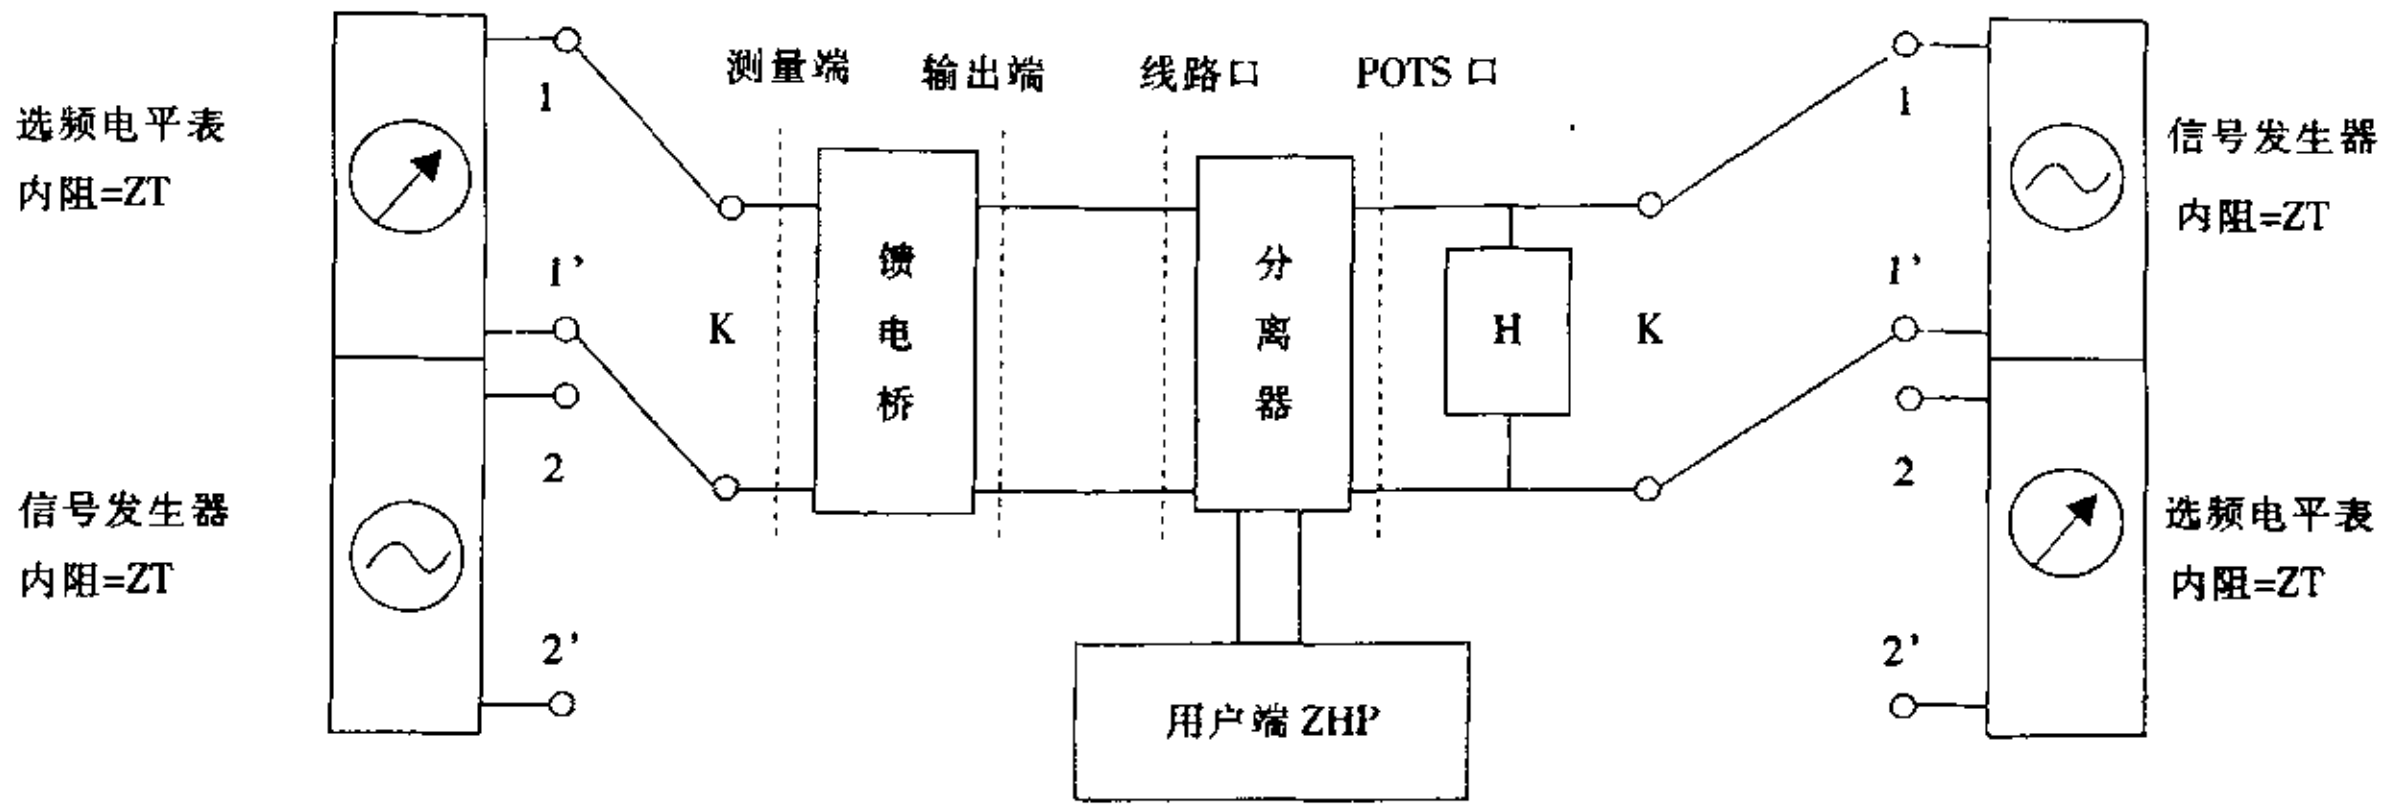 测量端 输出端 线路口 POTS 口
1
1
选频电平表
内阻=ZT
信号发生器
内阻=ZT
1'
1'
馈电桥
分离器
K
H
K
2
2
信号发生器
内阻=ZT
选频电平表
内阻=ZT
2'
2'
用户端 ZHP